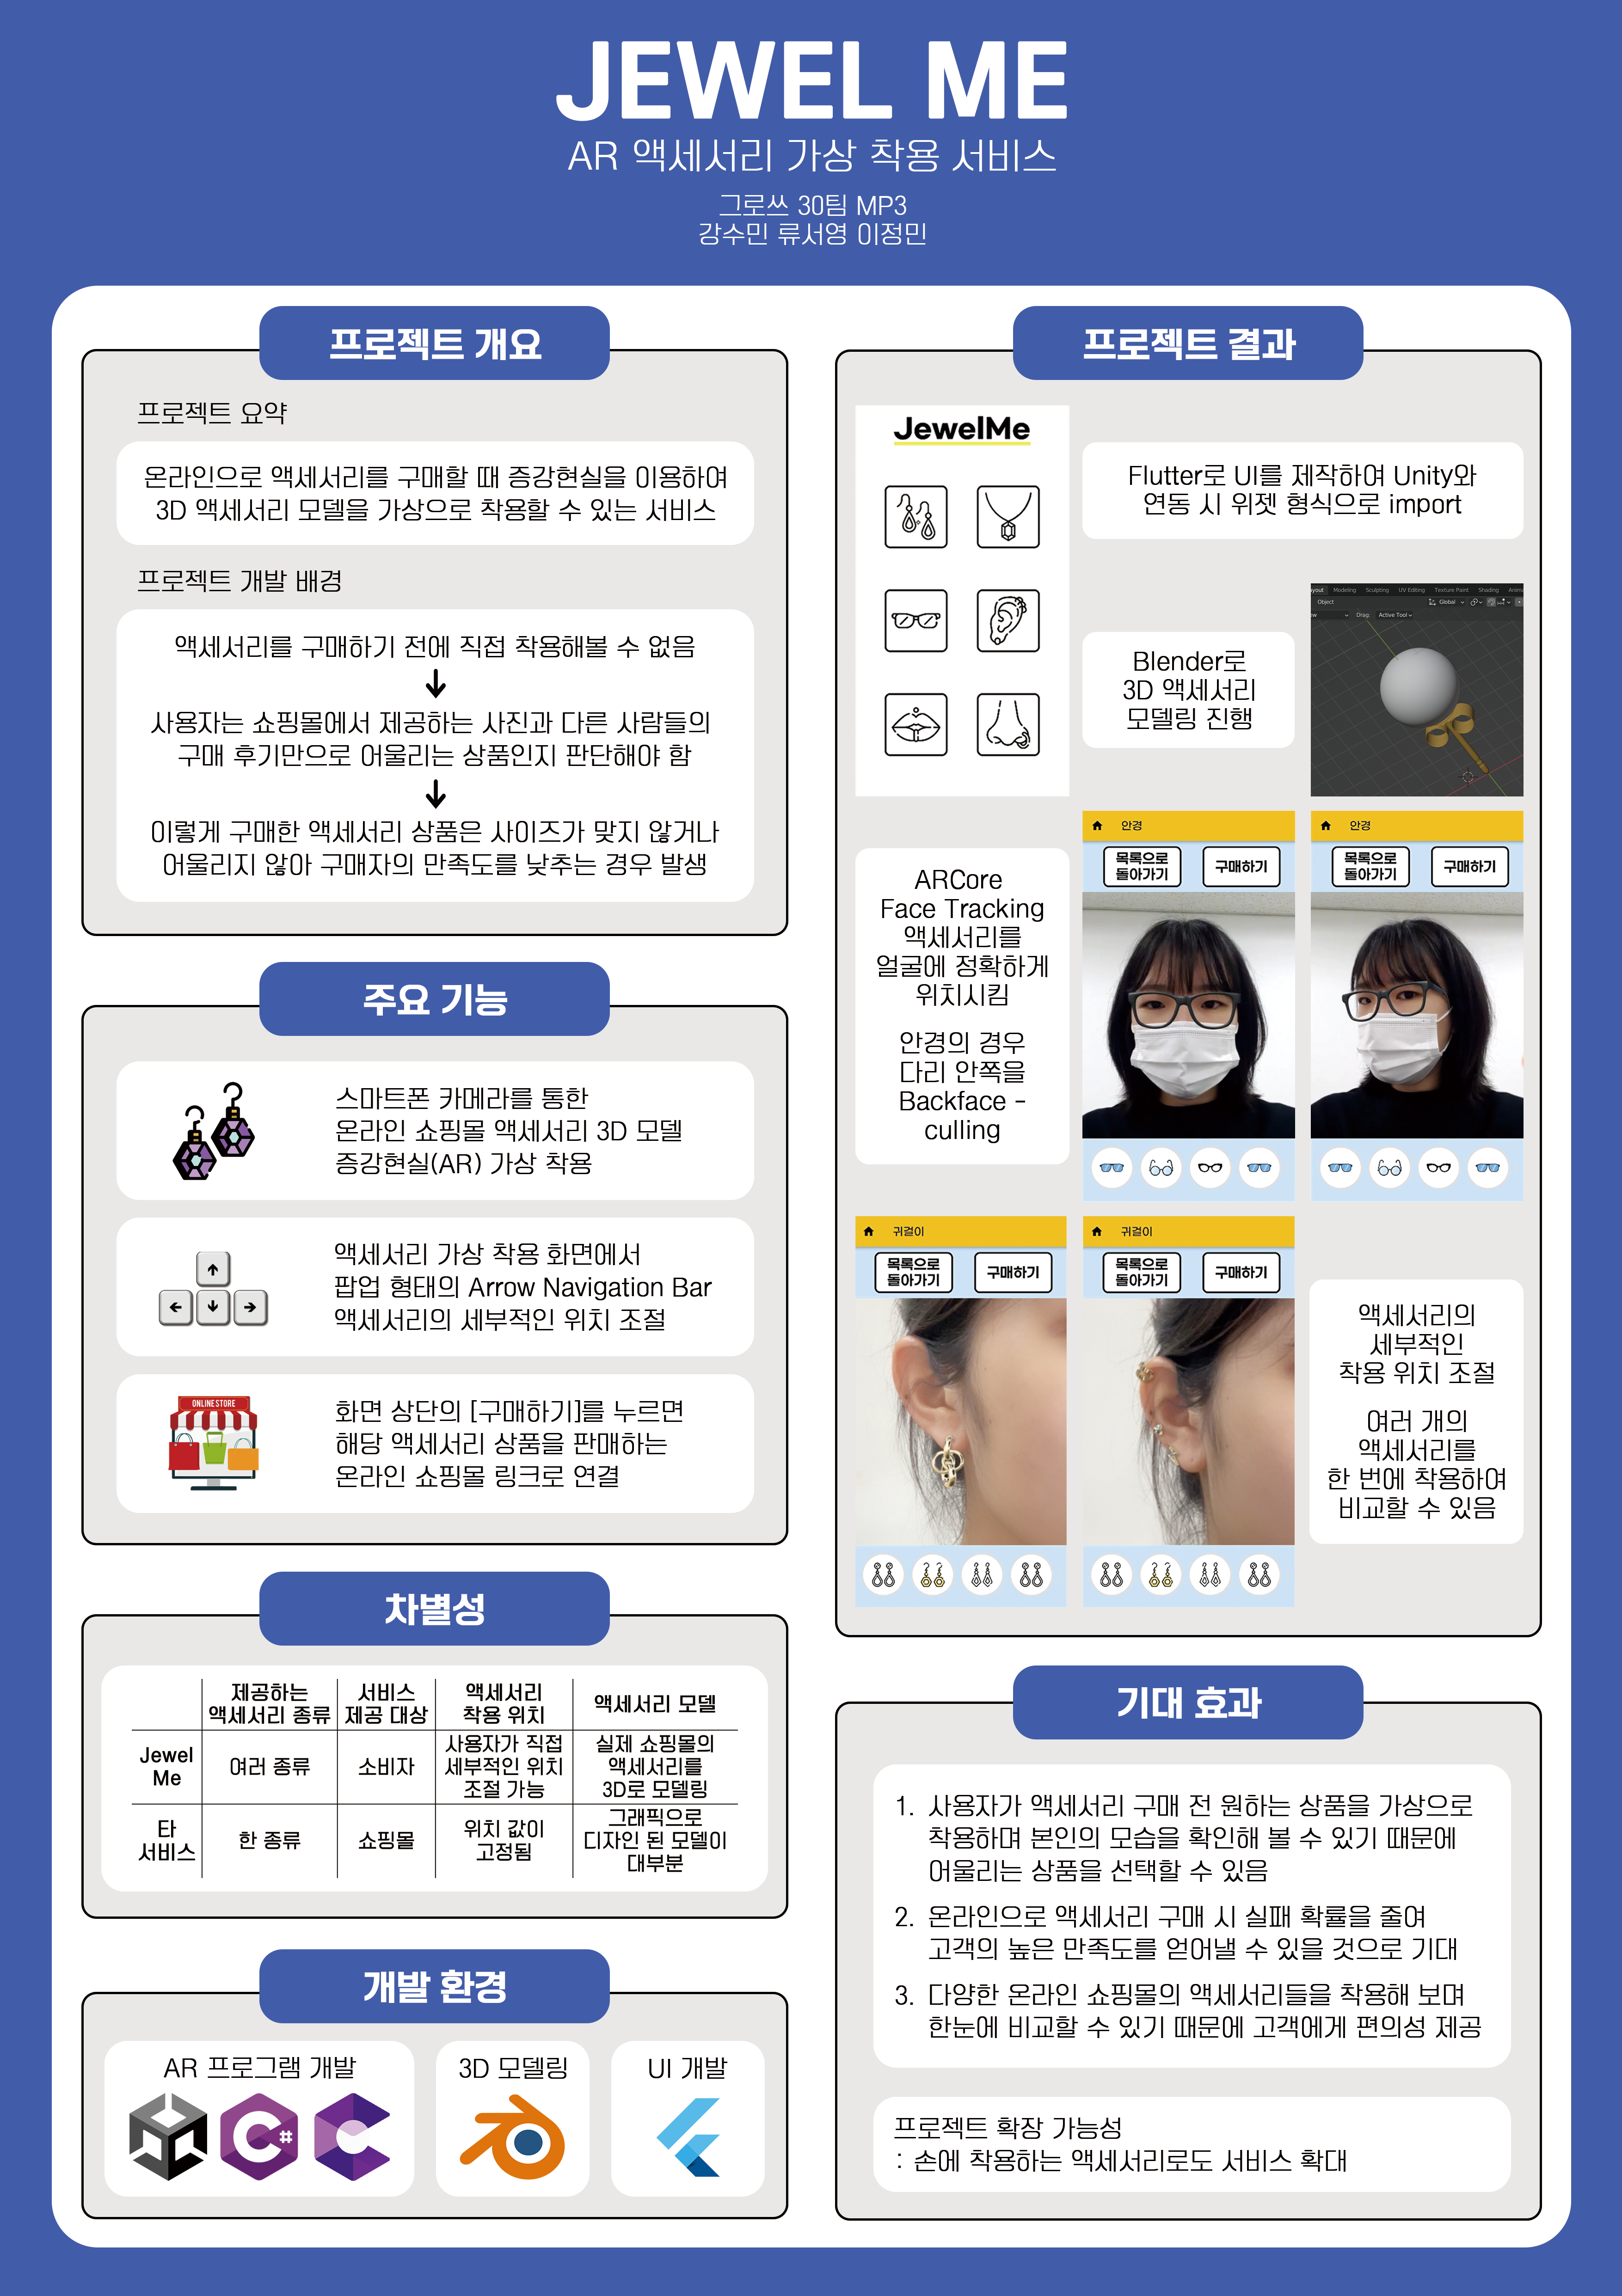 JEWEL ME
AR 액세서리 가상 착용 서비스
그로쓰 30팀 MP3
강수민 류서영 이정민
프로젝트 개요
프로젝트 요약
온라인으로 액세서리를 구매할 때 증강현실을 이용하여
3D 액세서리 모델을 가상으로 착용할 수 있는 서비스
프로젝트 개발 배경
액세서리를 구매하기 전에 직접 착용해볼 수 없음
↓
사용자는 쇼핑몰에서 제공하는 사진과 다른 사람들의
구매 후기만으로 어울리는 상품인지 판단해야 함
↓
이렇게 구매한 액세서리 상품은 사이즈가 맞지 않거나
어울리지 않아 구매자의 만족도를 낮추는 경우 발생
주요 기능
스마트폰 카메라를 통한
온라인 쇼핑몰 액세서리 3D 모델
증강현실(AR) 가상 착용
액세서리 가상 착용 화면에서
팝업 형태의 Arrow Navigation Bar
액세서리의 세부적인 위치 조절
ONLINE STORE
화면 상단의 [구매하기]를 누르면
해당 액세서리 상품을 판매하는
온라인 쇼핑몰 링크로 연결
차별성
제공하는
액세서리 종류
서비스
제공 대상
액세서리
착용 위치
액세서리 모델
Jewel
Me
여러 종류
소비자
사용자가 직접
세부적인 위치
조절 가능
실제 쇼핑몰의
액세서리를
3D로 모델링
타
서비스
한 종류
쇼핑몰
위치 값이
고정됨
그래픽으로
디자인 된 모델이
대부분
개발 환경
AR 프로그램 개발
C#
C
3D 모델링
UI 개발
프로젝트 결과
JewelMe
Flutter로 UI를 제작하여 Unity와
연동 시 위젯 형식으로 import
Blender로
3D 액세서리
모델링 진행
yout Modeling Sculpting UV Editing Texture Paint Shading Anim
Object Global
Drag: Active Tool
ARCore
Face Tracking
액세서리를
얼굴에 정확하게
위치시킴
안경의 경우
다리 안쪽을
Backface -
culling
안경
목록으로
돌아가기
구매하기
안경
목록으로
돌아가기
구매하기
귀걸이
목록으로
돌아가기
구매하기
귀걸이
목록으로
돌아가기
구매하기
액세서리의
세부적인
착용 위치 조절
여러 개의
액세서리를
한 번에 착용하여
비교할 수 있음
기대 효과
1. 사용자가 액세서리 구매 전 원하는 상품을 가상으로
착용하며 본인의 모습을 확인해 볼 수 있기 때문에
어울리는 상품을 선택할 수 있음
2. 온라인으로 액세서리 구매 시 실패 확률을 줄여
고객의 높은 만족도를 얻어낼 수 있을 것으로 기대
3. 다양한 온라인 쇼핑몰의 액세서리들을 착용해 보며
한눈에 비교할 수 있기 때문에 고객에게 편의성 제공
프로젝트 확장 가능성
: 손에 착용하는 액세서리로도 서비스 확대